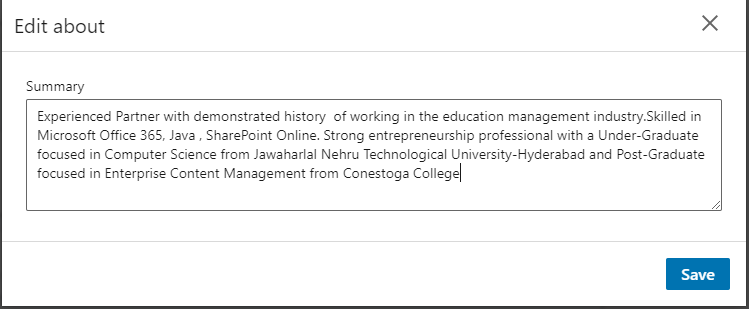 Edit about
Summary
Experienced Partner with demonstrated history  of working in the education management industry.Skilled in
Microsoft Office 365, Java , SharePoint Online. Strong entrepreneurship professional with a Under-Graduate
focused in Computer Science from Jawaharlal Nehru Technological University-Hyderabad and Post-Graduate
focused in Enterprise Content Management from Conestoga College
Save